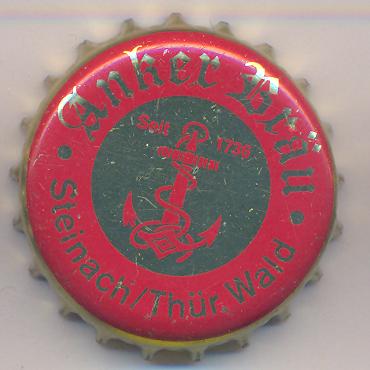 Anker Bräu
Seit 1736
• Steinach/Thür. Wald •